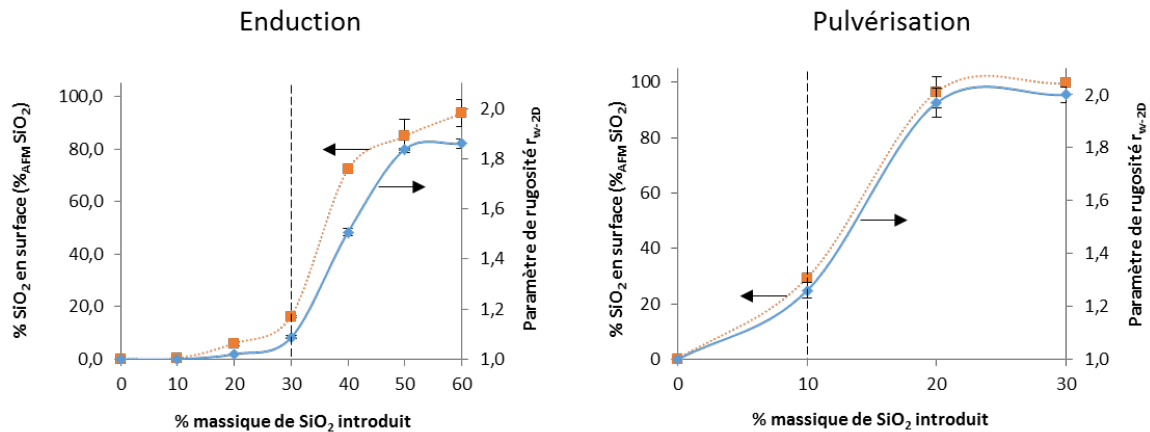 Enduction
% SiO2 en surface (%AFM SiO2)
100,0
80,0
60,0
40,0
20,0
0,0
2,0
1,8
1,6
1,4
1,2
1,0
Paramètre de rugosité rw-2D
0 10 20 30 40 50 60
% massique de SiO2 introduit
Pulvérisation
% SiO2 en surface (%AFM SiO2)
100
80
60
40
20
0
2,0
1,8
1,6
1,4
1,2
1,0
Paramètre de rugosité rw-2D
0 10 20 30
% massique de SiO2 introduit